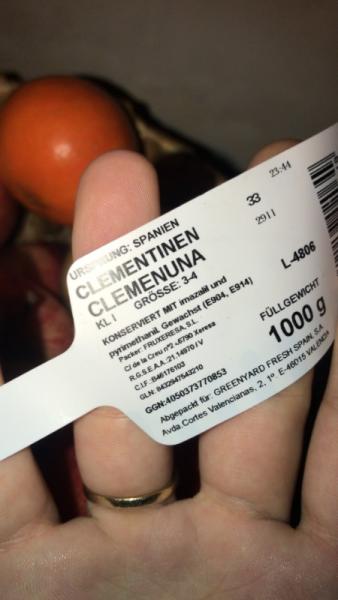 23:44
33
2911
URSPRUNG: SPANIEN
CLEMENTINEN
CLEMENUNA
KL I GRÖSSE: 3-4
KONSERVIERT MIT imazalil und
pyrimethanil. Gewachst (E904, E914)
Packer: FRUXERESA, S.L.
C/ de la Creu nº2 -6790 Xeresa
R.G.S.E.A.A.:21.14970 / V
C.I.F.:B46176103
GLN: 8432947543210
GGN:4050373770853
Abgepackt für: GREENYARD FRESH SPAIN, S.A.
Avda.Cortes Valencianas, 2, 1º E-46015 VALENCIA
L-4806
FÜLLGEWICHT
1000 g